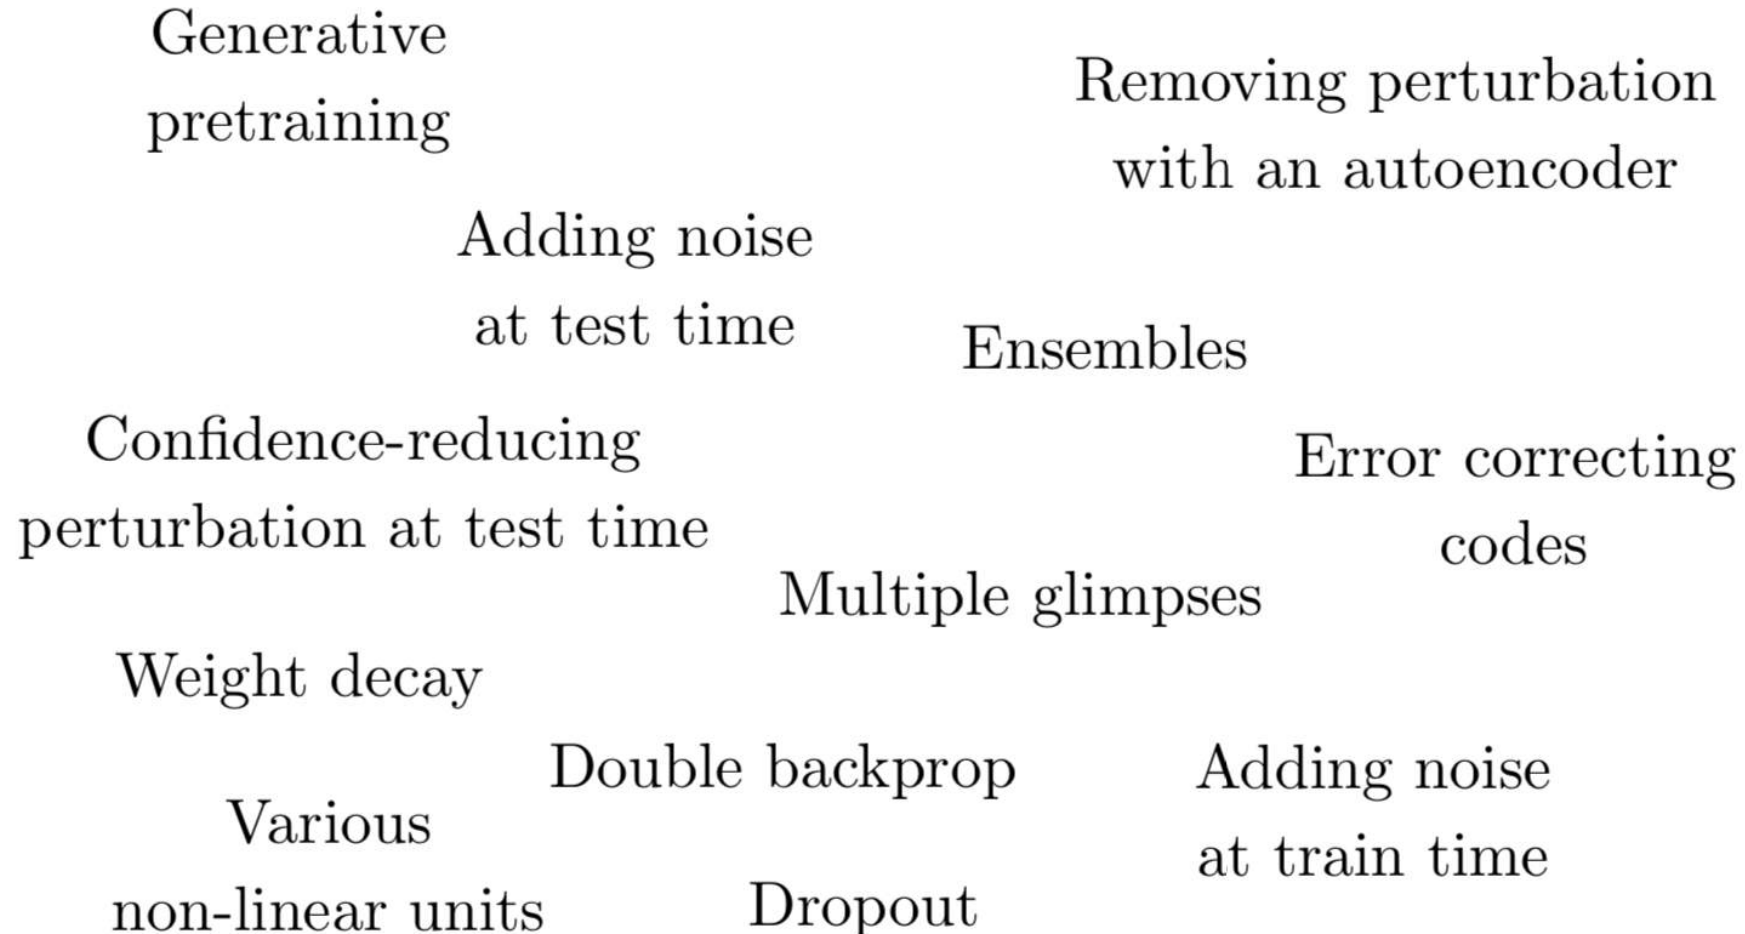 Generative
pretraining
Removing perturbation
with an autoencoder
Adding noise
at test time
Ensembles
Confidence-reducing
perturbation at test time
Error correcting
codes
Multiple glimpses
Weight decay
Double backprop
Adding noise
at train time
Various
non-linear units
Dropout